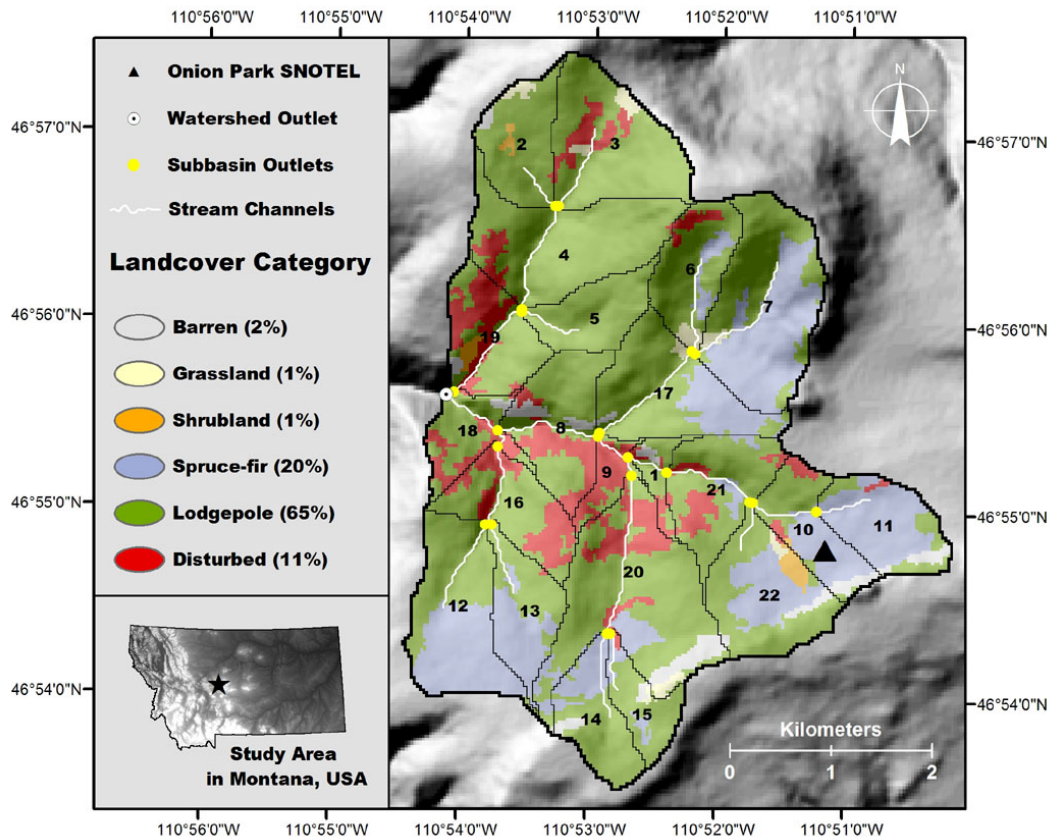 110°56'0"W 110°55'0"W 110°54'0"W 110°53'0"W 110°52'0"W 110°51'0"W
Onion Park SNOTEL
Watershed Outlet
Subbasin Outlets
Stream Channels
Landcover Category
Barren (2%)
Grassland (1%)
Shrubland (1%)
Spruce-fir (20%)
Lodgepole (65%)
Disturbed (11%)
Study Area
in Montana, USA
46°57'0"N
46°56'0"N
46°55'0"N
46°54'0"N
N
2
3
4
6
5
7
19
17
18
8
9
1
21
16
10
11
20
12
13
22
14
15
Kilometers
0 1 2
46°57'0"N
46°56'0"N
46°55'0"N
46°54'0"N
110°56'0"W 110°55'0"W 110°54'0"W 110°53'0"W 110°52'0"W 110°51'0"W